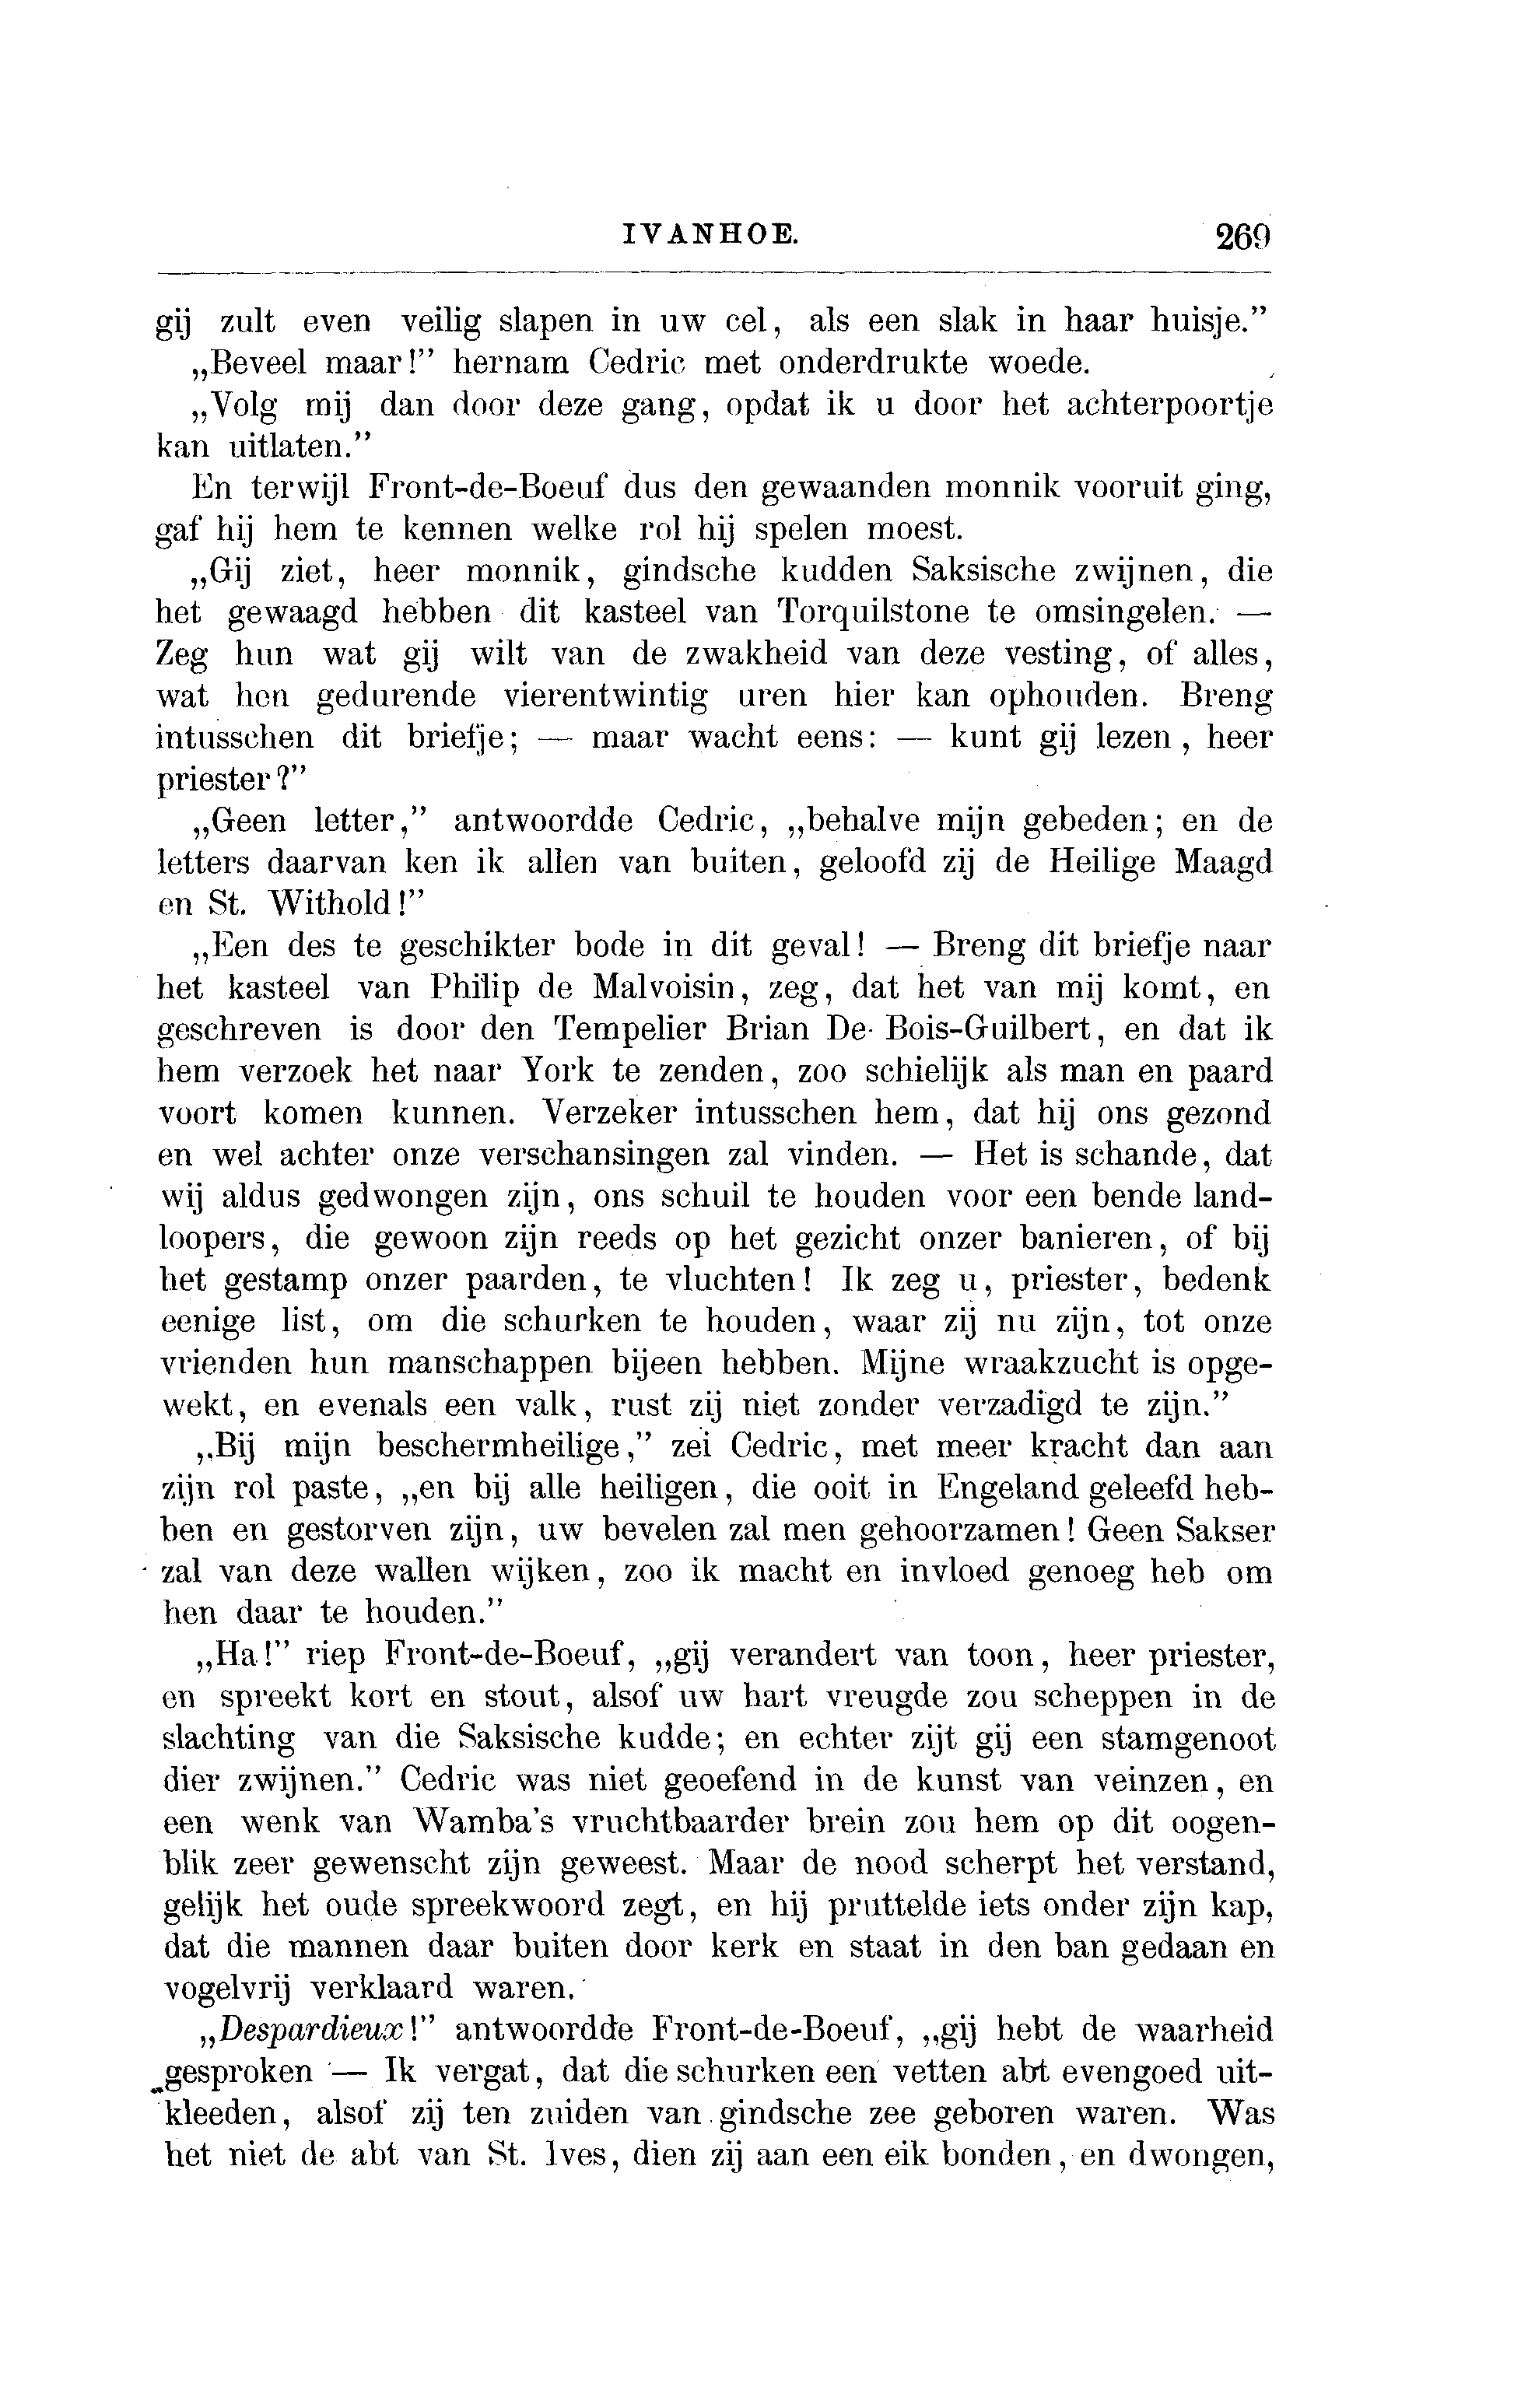 IVANHOE. 269
gij zult even veilig slapen in uw cel, als een slak in haar huisje.”
„Beveel maar!” hernam Cedric met onderdrukte woede.
„Volg mij dan door deze gang, opdat ik u door het achterpoortje
kan uitlaten.”
En terwijl Front-de-Boeuf dus den gewaanden monnik vooruit ging,
gaf hij hem te kennen welke rol hij spelen moest.
„Gij ziet, heer monnik, gindsche kudden Saksische zwijnen, die
het gewaagd hebben dit kasteel van Torquilstone te omsingelen. —
Zeg hun wat gij wilt van de zwakheid van deze vesting, of alles,
wat hen gedurende vierentwintig uren hier kan ophouden. Breng
intusschen dit briefje; — maar wacht eens: — kunt gij lezen, heer
priester?”
„Geen letter,” antwoordde Cedric, „behalve mijn gebeden; en de
letters daarvan ken ik allen van buiten, geloofd zij de Heilige Maagd
en St. Withold!”
„Een des te geschikter bode in dit geval! — Breng dit briefje naar
het kasteel van Philip de Malvoisin, zeg, dat het van mij komt, en
geschreven is door den Tempelier Brian De Bois-Guilbert, en dat ik
hem verzoek het naar York te zenden, zoo schielijk als man en paard
voort komen kunnen. Verzeker intusschen hem, dat hij ons gezond
en wel achter onze verschansingen zal vinden. — Het is schande, dat
wij aldus gedwongen zijn, ons schuil te houden voor een bende land-
loopers, die gewoon zijn reeds op het gezicht onzer banieren, of bij
het gestamp onzer paarden, te vluchten! Ik zeg u, priester, bedenk
eenige list, om die schurken te houden, waar zij nu zijn, tot onze
vrienden hun manschappen bijeen hebben. Mijne wraakzucht is opge-
wekt, en evenals een valk, rust zij niet zonder verzadigd te zijn.”
„Bij mijn beschermheilige,” zei Cedric, met meer kracht dan aan
zijn rol paste, „en bij alle heiligen, die ooit in Engeland geleefd heb-
ben en gestorven zijn, uw bevelen zal men gehoorzamen! Geen Sakser
zal van deze wallen wijken, zoo ik macht en invloed genoeg heb om
hen daar te houden.”
„Ha!” riep Front-de-Boeuf, „gij verandert van toon, heer priester,
en spreekt kort en stout, alsof uw hart vreugde zou scheppen in de
slachting van die Saksische kudde; en echter zijt gij een stamgenoot
dier zwijnen.” Cedric was niet geoefend in de kunst van veinzen, en
een wenk van Wamba's vruchtbaarder brein zou hem op dit oogen-
blik zeer gewenscht zijn geweest. Maar de nood scherpt het verstand,
gelijk het oude spreekwoord zegt, en hij pruttelde iets onder zijn kap,
dat die mannen daar buiten door kerk en staat in den ban gedaan en
vogelvrij verklaard waren.
„Despardieux!” antwoordde Front-de-Boeuf, „gij hebt de waarheid
gesproken — Ik vergat, dat die schurken een vetten abt evengoed uit-
kleeden, alsof zij ten zuiden van gindsche zee geboren waren. Was
het niet de abt van St. Ives, dien zij aan een eik bonden, en dwongen,